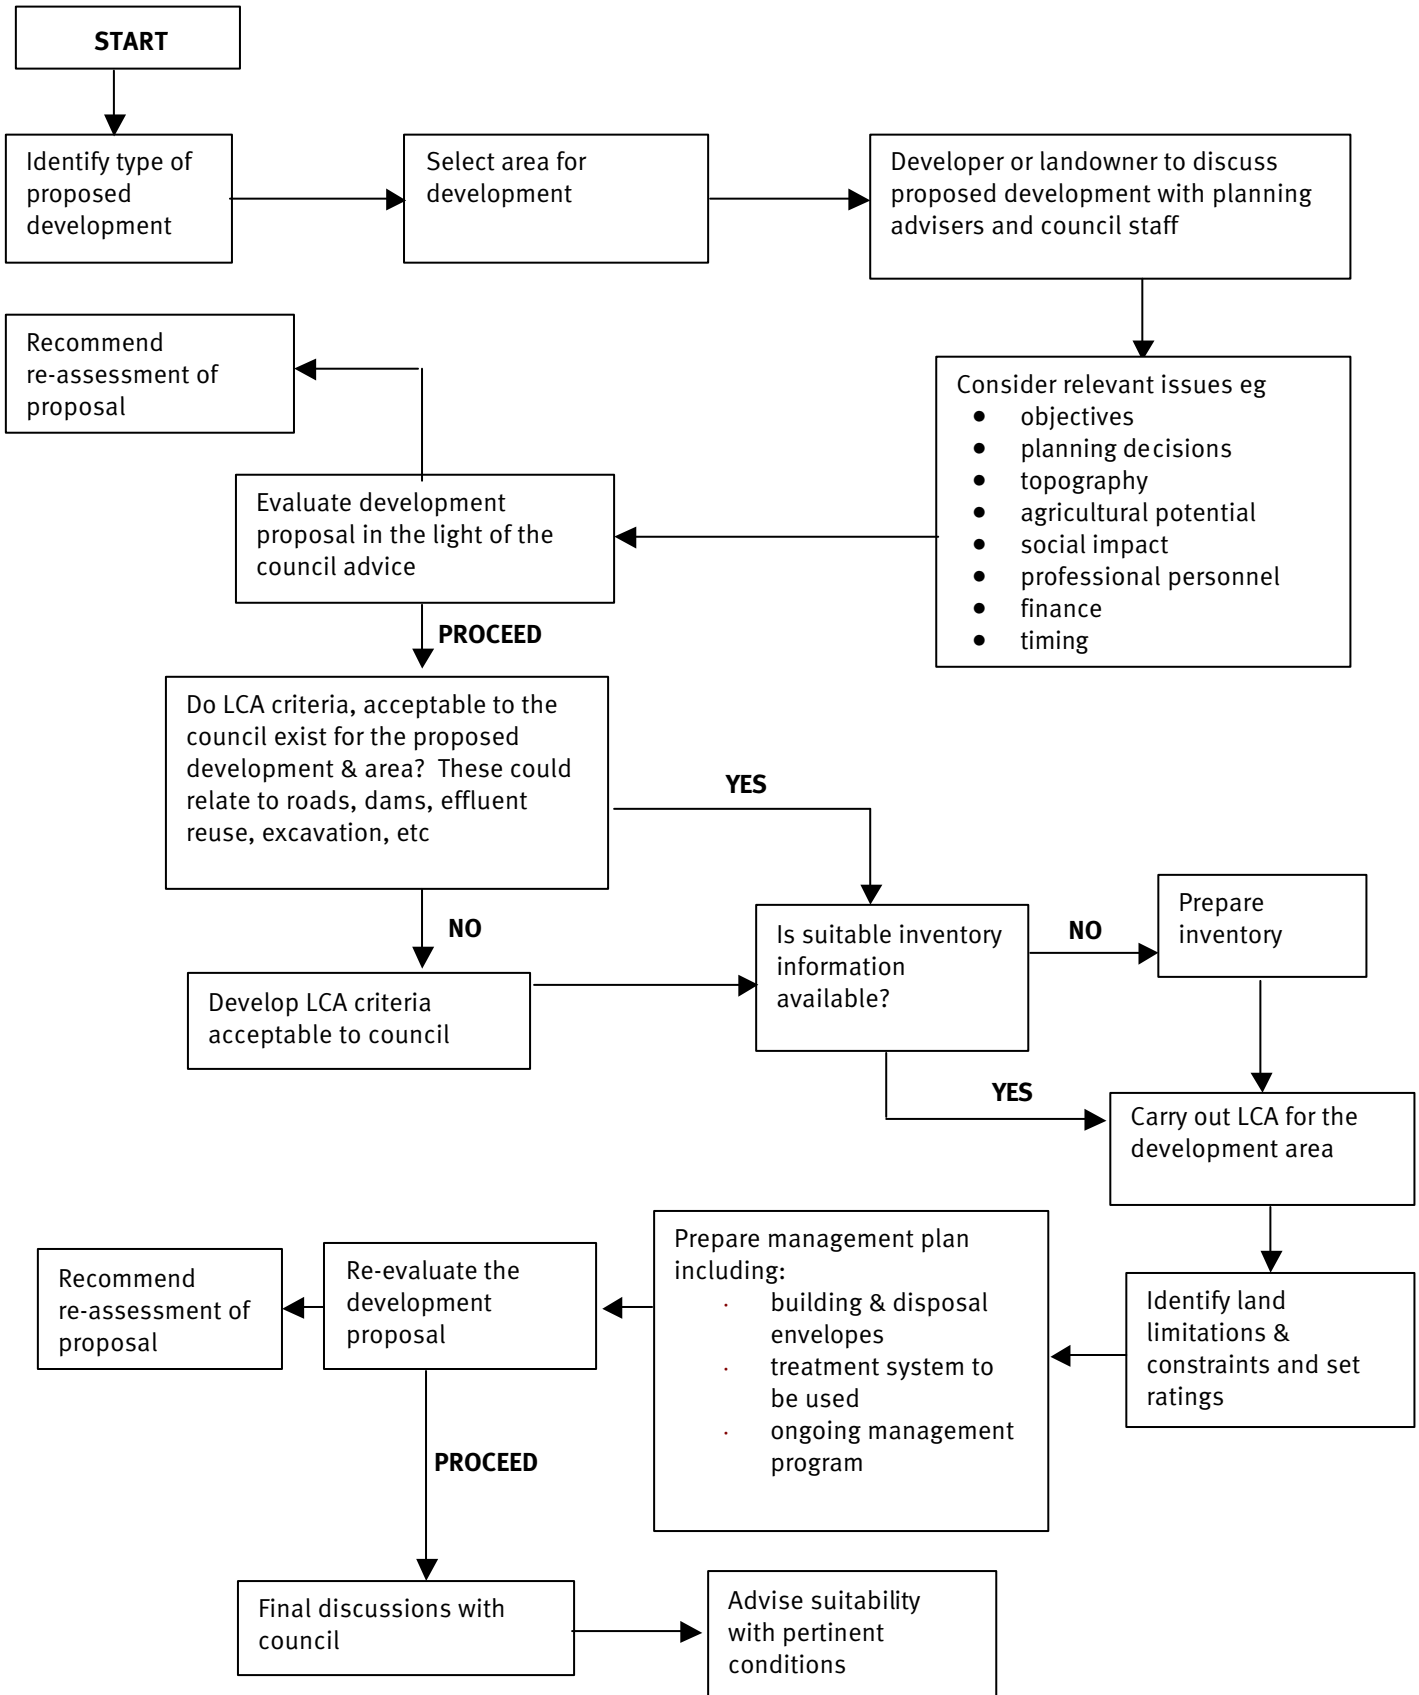 START
Identify type of
proposed
development
Select area for
development
Developer or landowner to discuss
proposed development with planning
advisers and council staff
Recommend
re-assessment of
proposal
Consider relevant issues eg
• objectives
• planning decisions
• topography
• agricultural potential
• social impact
• professional personnel
• finance
• timing
Evaluate development
proposal in the light of the
council advice
PROCEED
Do LCA criteria, acceptable to the
council exist for the proposed
development & area? These could
relate to roads, dams, effluent
reuse, excavation, etc
YES
NO
Develop LCA criteria
acceptable to council
Is suitable inventory
information
available?
NO
Prepare
inventory
YES
Carry out LCA for the
development area
Identify land
limitations &
constraints and set
ratings
Prepare management plan
including:
· building & disposal
envelopes
· treatment system to
be used
· ongoing management
program
Re-evaluate the
development
proposal
Recommend
re-assessment of
proposal
PROCEED
Final discussions with
council
Advise suitability
with pertinent
conditions